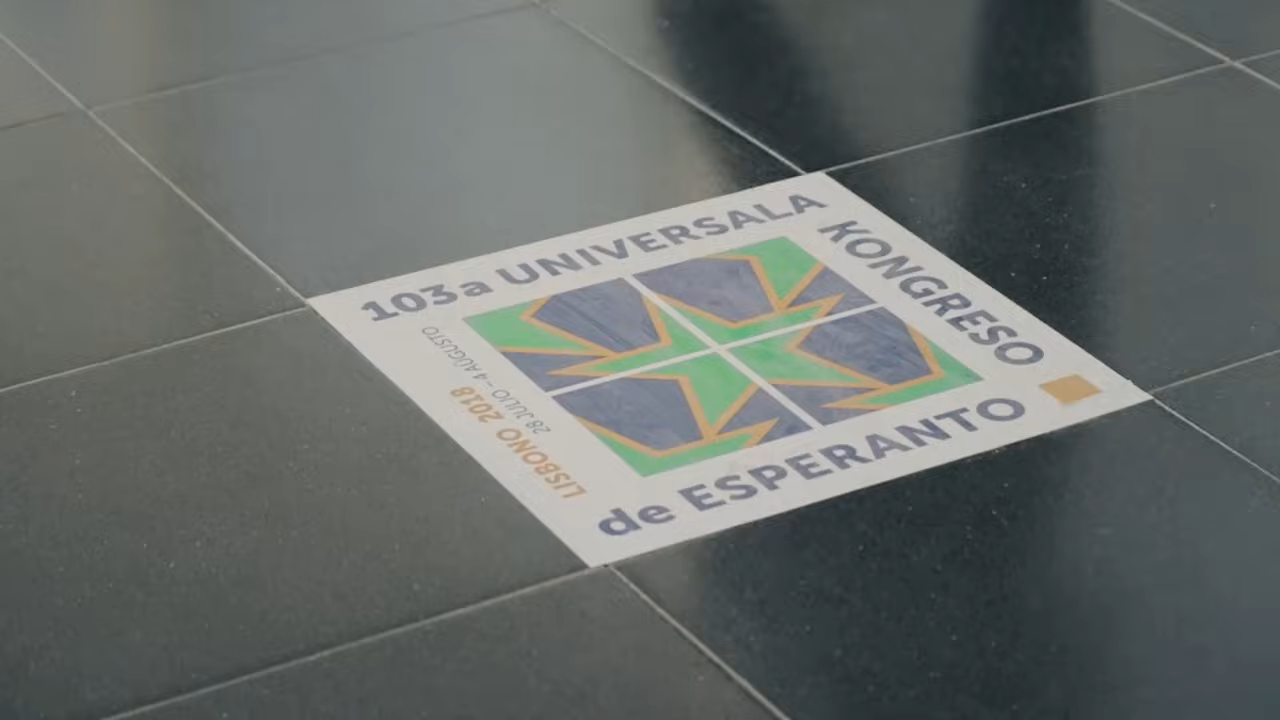 103a UNIVERSALA
KONGRESO
de ESPERANTO
LISBONO 2018
28 JULIO – 4 AŬGUSTO